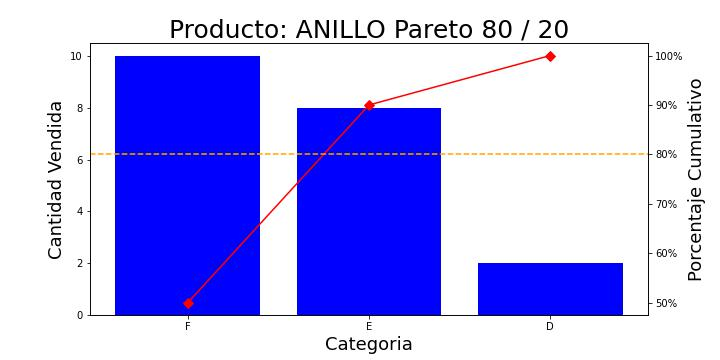 Producto: ANILLO Pareto 80 / 20
Cantidad Vendida
10
8
6
4
2
0
100%
90%
80%
70%
60%
50%
Porcentaje Cumulativo
F E D
Categoria